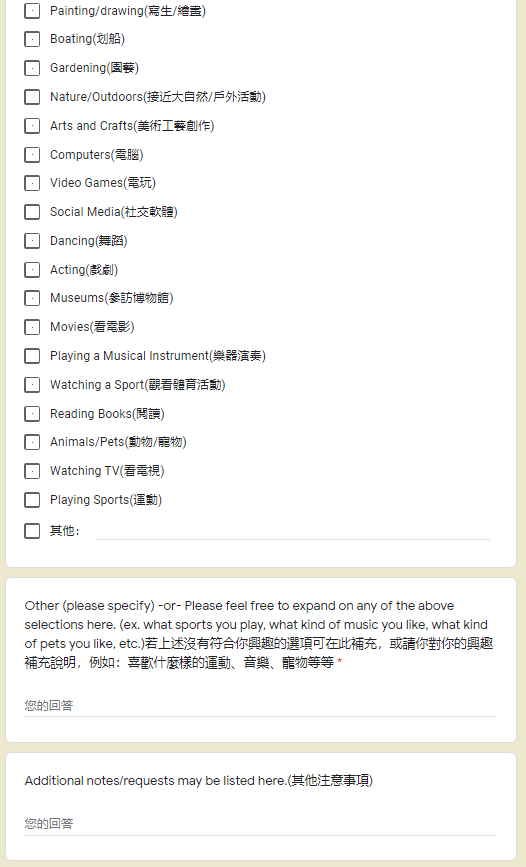 Painting/drawing(寫生/繪畫)
Boating(划船)
Gardening(園藝)
Nature/Outdoors(接近大自然/戶外活動)
Arts and Crafts(美術工藝創作)
Computers(電腦)
Video Games(電玩)
Social Media(社交軟體)
Dancing(舞蹈)
Acting(戲劇)
Museums(參訪博物館)
Movies(看電影)
Playing a Musical Instrument(樂器演奏)
Watching a Sport(觀看體育活動)
Reading Books(閱讀)
Animals/Pets(動物/寵物)
Watching TV(看電視)
Playing Sports(運動)
其他：
Other (please specify) -or- Please feel free to expand on any of the above
selections here. (ex. what sports you play, what kind of music you like, what kind
of pets you like, etc.)若上述沒有符合你興趣的選項可在此補充，或請你對你的興趣
補充說明，例如：喜歡什麼樣的運動、音樂、寵物等等 *
您的回答
Additional notes/requests may be listed here.(其他注意事項)
您的回答